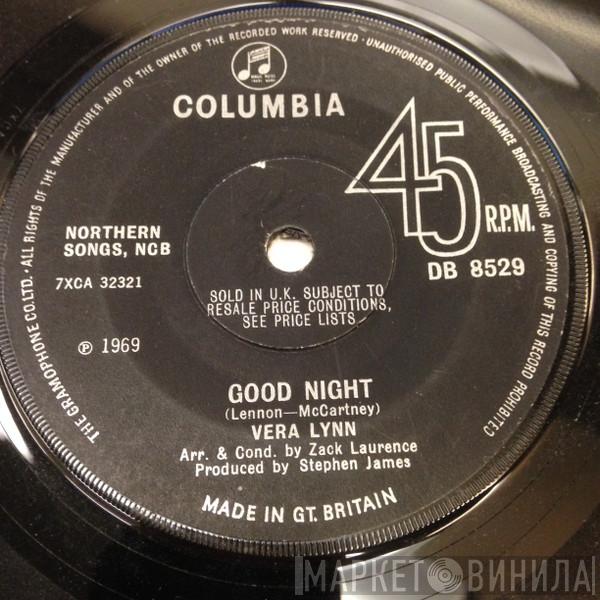 THE GRAMOPHONE CO. LTD. · ALL RIGHTS OF THE MANUFACTURER AND OF THE OWNER OF THE RECORDED WORK RESERVED · UNAUTHORISED PUBLIC PERFORMANCE BROADCASTING AND COPYING OF THIS RECORD PROHIBITED
COLUMBIA
45
R.P.M.
DB 8529
NORTHERN
SONGS, NCB
7XCA 32321
℗ 1969
SOLD IN U.K. SUBJECT TO
RESALE PRICE CONDITIONS,
SEE PRICE LISTS
GOOD NIGHT
(Lennon—McCartney)
VERA LYNN
Arr. & Cond. by Zack Laurence
Produced by Stephen James
MADE IN GT. BRITAIN
МАРКЕТ ВИНИЛА